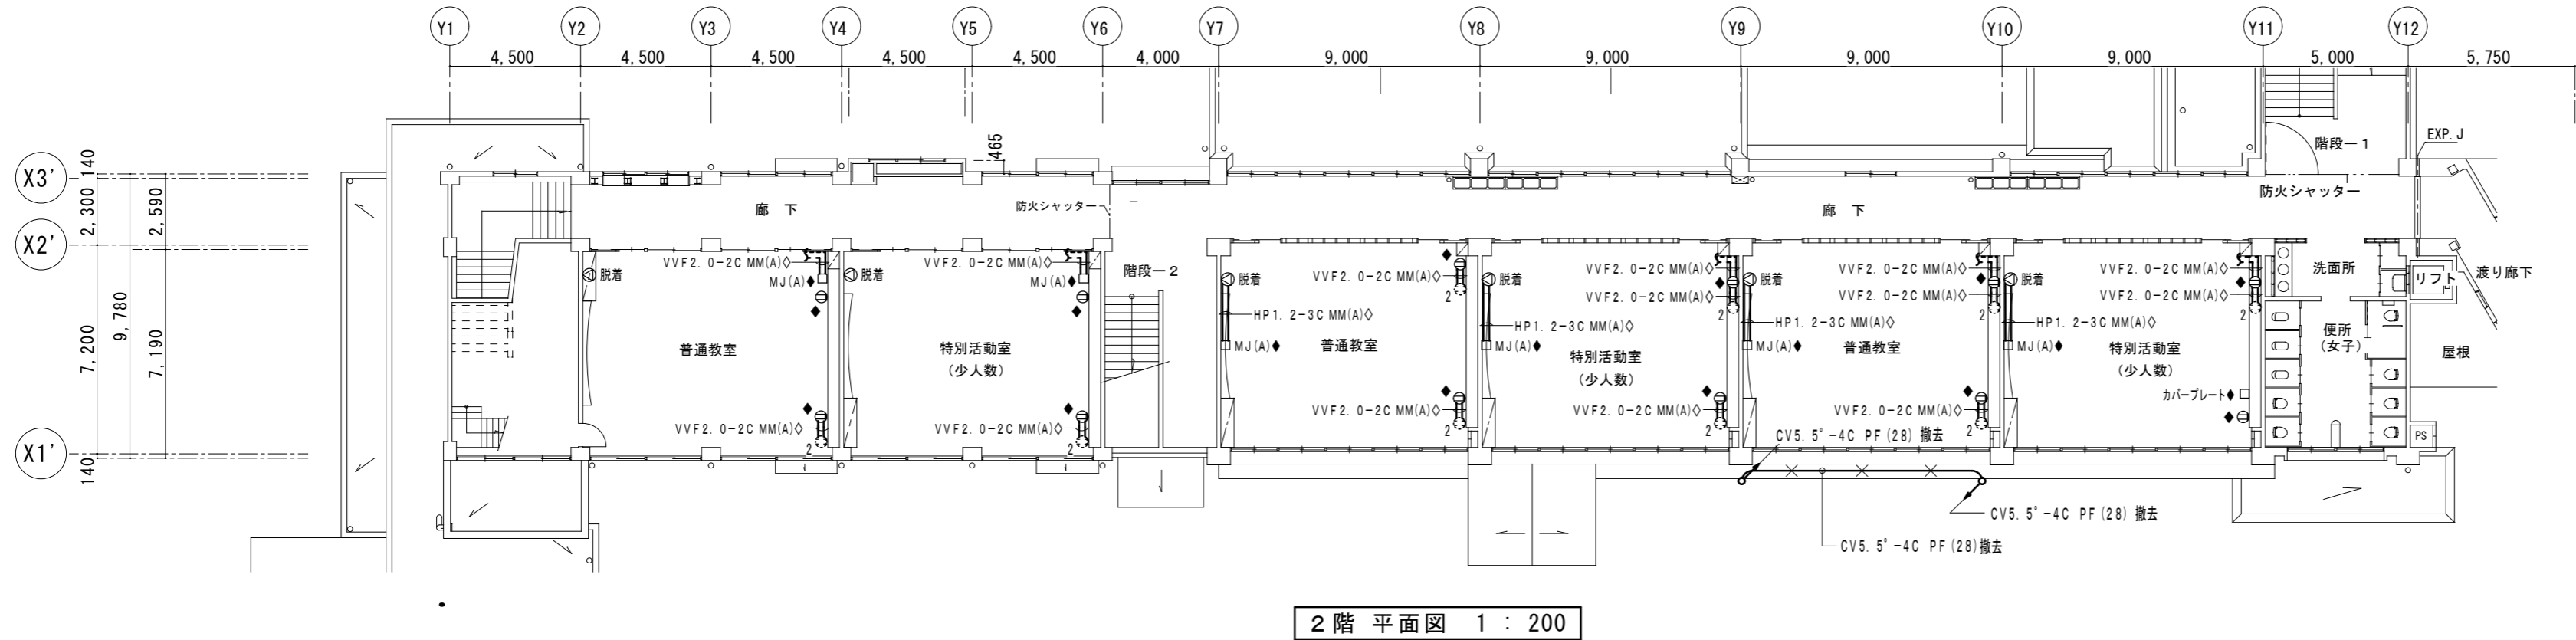 Y1 Y2 Y3 Y4 Y5 Y6 Y7 Y8 Y9 Y10 Y11 Y12
4,500 4,500 4,500 4,500 4,500 4,000 9,000 9,000 9,000 9,000 5,000 5,750
465
EXP.J
階段ー1
X3'
140
2,300
2,590
防火シャッター
防火シャッター
廊 下
廊 下
X2'
9,780
7,200
7,190
X1'
140
脱着
VVF2.0-2C MM(A)◇
MJ(A)◆
◆
普通教室
◆
VVF2.0-2C MM(A)◇
2
脱着
VVF2.0-2C MM(A)◇
MJ(A)◆
◆
特別活動室
(少人数)
◆
VVF2.0-2C MM(A)◇
2
階段ー2
◆
脱着
VVF2.0-2C MM(A)◇
2
HP1.2-3C MM(A)◇
MJ(A)◆
普通教室
◆
VVF2.0-2C MM(A)◇
2
脱着
VVF2.0-2C MM(A)◇
◆
VVF2.0-2C MM(A)◇
2
HP1.2-3C MM(A)◇
MJ(A)◆
特別活動室
(少人数)
◆
VVF2.0-2C MM(A)◇
脱着
VVF2.0-2C MM(A)◇
◆
VVF2.0-2C MM(A)◇
2
HP1.2-3C MM(A)◇
MJ(A)◆
普通教室
◆
VVF2.0-2C MM(A)◇
2
脱着
VVF2.0-2C MM(A)◇
◆
VVF2.0-2C MM(A)◇
2
HP1.2-3C MM(A)◇
MJ(A)◆
特別活動室
(少人数)
カバープレート◆
◆
洗面所
リフト
渡り廊下
便所
(女子)
屋根
PS
CV5.5゜-4C PF(28) 撤去
CV5.5゜-4C PF(28) 撤去
CV5.5゜-4C PF(28)撤去
2階 平面図 1 : 200